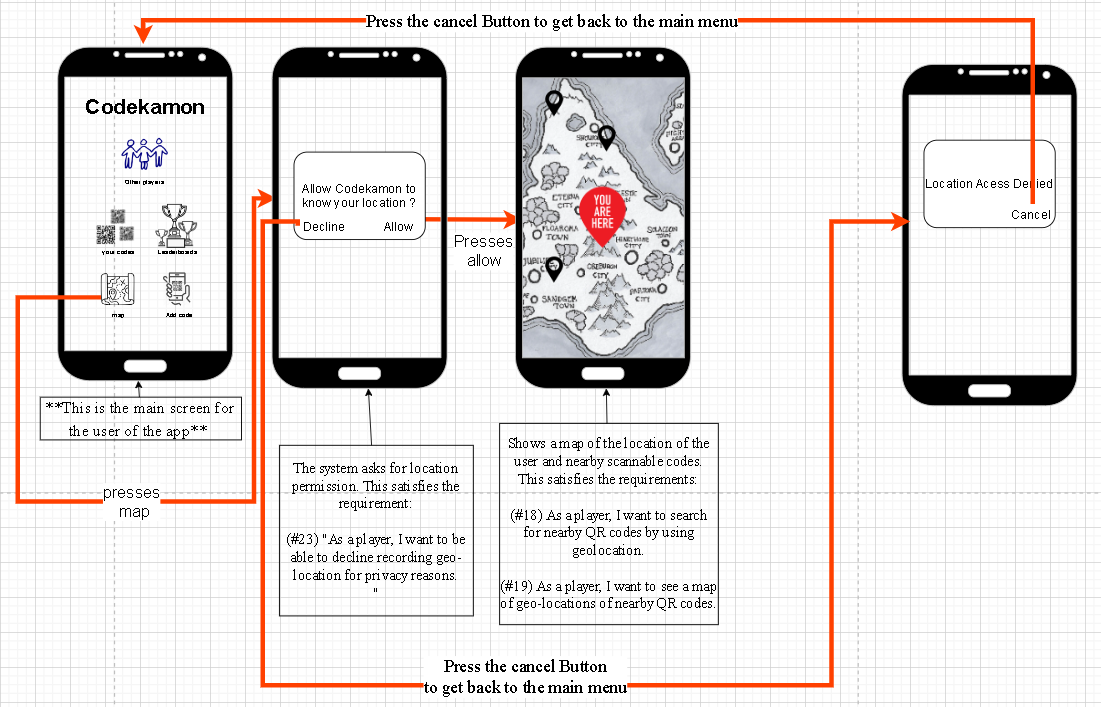 Press the cancel Button to get back to the main menu
Codekamon
Other players
your codes
Leaderboards
map
Add code
**This is the main screen for
the user of the app**
presses
map
Allow Codekamon to
know your location ?
Decline
Allow
The system asks for location
permission. This satisfies the
requirement:
(#23) "As a player, I want to be
able to decline recording geo-
location for privacy reasons.
"
Presses
allow
CITY
ETERNA
CITY
YOU
ARE
HERE
FLOAROMA
TOWN
HEARTHOME
CITY
TOWN
OREBURGH
CITY
CITY
SANDGEM
TOWN
Shows a map of the location of the
user and nearby scannable codes.
This satisfies the requirements:
(#18) As a player, I want to search
for nearby QR codes by using
geolocation.
(#19) As a player, I want to see a map
of geo-locations of nearby QR codes.
Location Acess Denied
Cancel
Press the cancel Button
to get back to the main menu